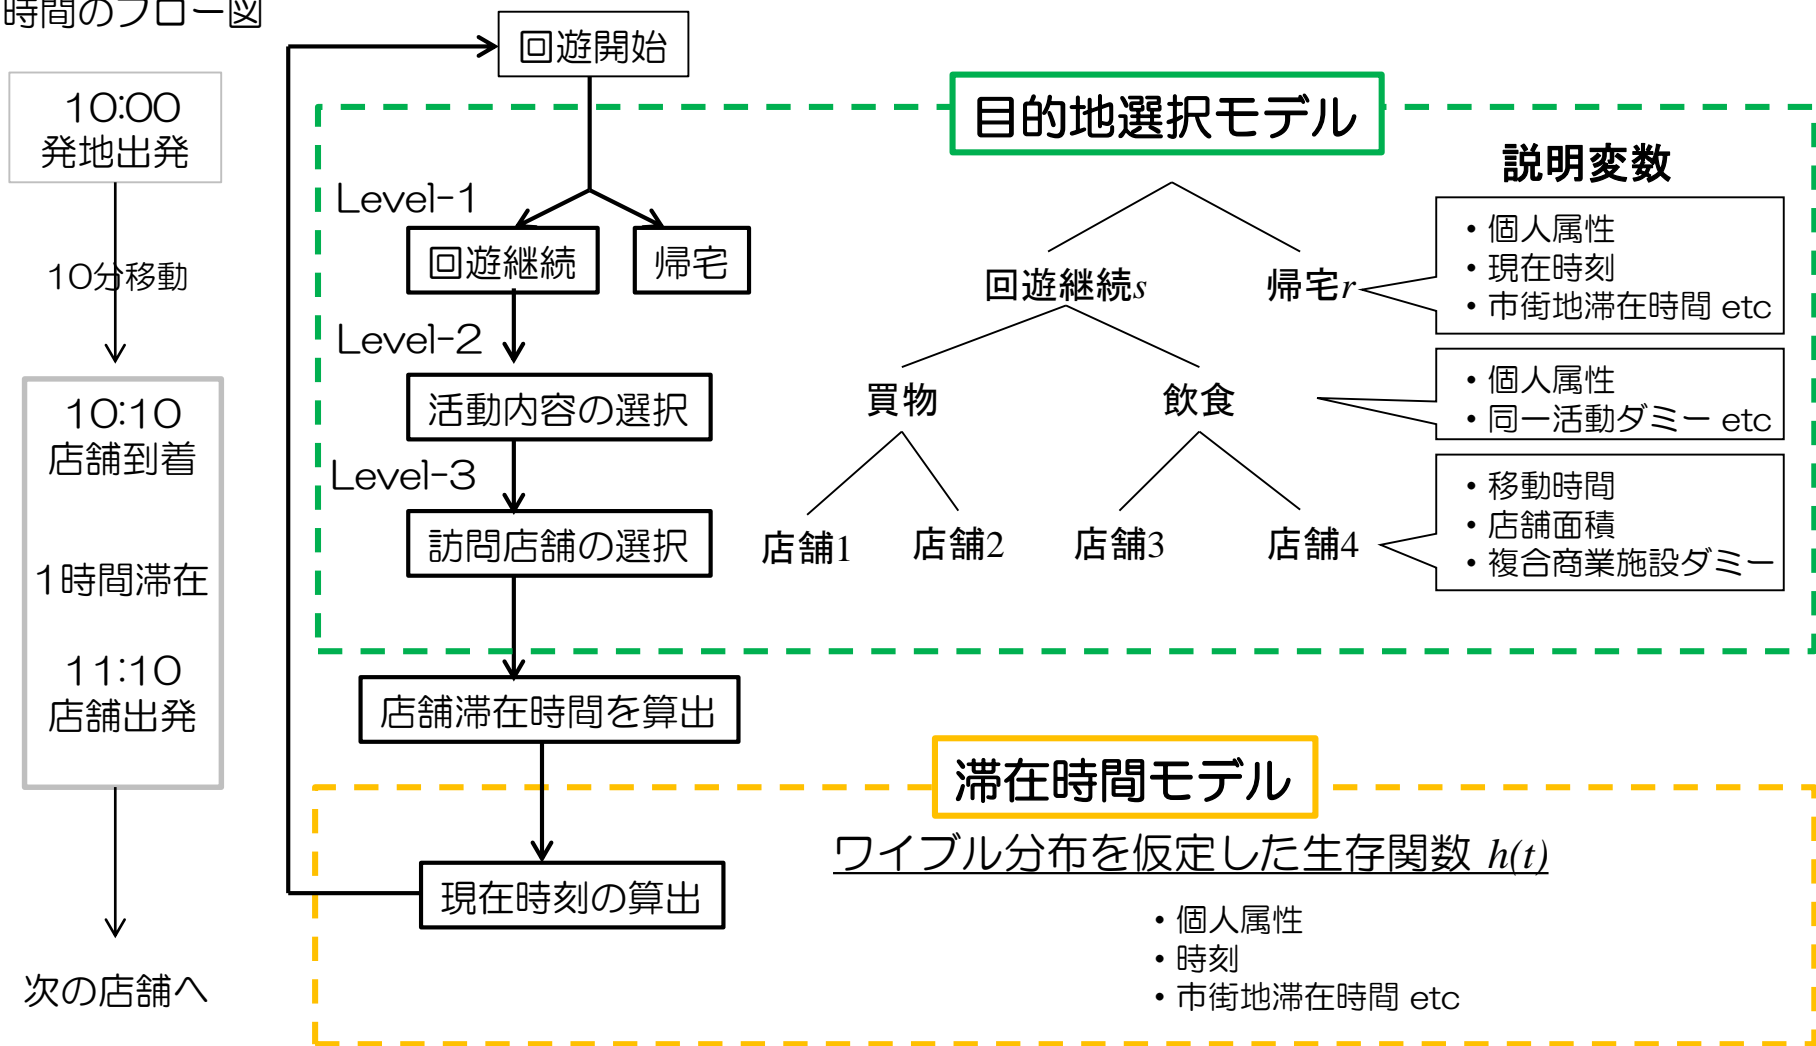 時間のフロー図
10:00
発地出発
10分移動
10:10
店舗到着
1時間滞在
11:10
店舗出発
次の店舗へ
回遊開始
Level-1
回遊継続
帰宅
Level-2
活動内容の選択
Level-3
訪問店舗の選択
店舗滞在時間を算出
現在時刻の算出
目的地選択モデル
説明変数
回遊継続s
帰宅r
・個人属性
・現在時刻
・市街地滞在時間 etc
買物
飲食
・個人属性
・同一活動ダミー etc
店舗1
店舗2
店舗3
店舗4
・移動時間
・店舗面積
・複合商業施設ダミー
滞在時間モデル
ワイブル分布を仮定した生存関数 h(t)
・個人属性
・時刻
・市街地滞在時間 etc